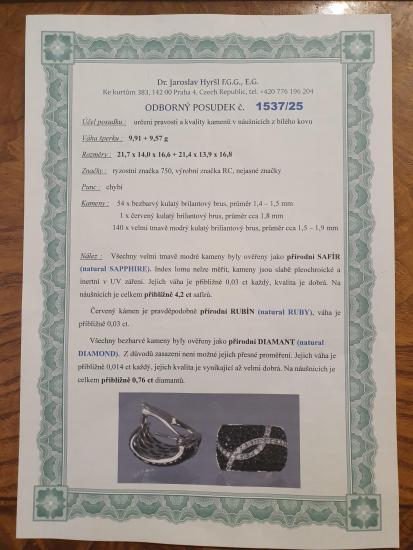 Dr. Jaroslav Hyršl F.G.G., E.G.
Ke kurtům 383, 142 00 Praha 4, Czech Republic, tel. +420 776 196 204
ODBORNÝ POSUDEK č. 1537/25
Účel posudku : určení pravosti a kvality kamenů v náušnicích z bílého kovu
Váha šperku : 9,91 + 9,57 g
Rozměry : 21,7 x 14,0 x 16,6 + 21,4 x 13,9 x 16,8
Značky : ryzostní značka 750, výrobní značka RC, nejasné značky
Punc : chybí
Kameny : 54 x bezbarvý kulatý briliantový brus, průměr 1,4 – 1,5 mm
1 x červený kulatý briliantový brus, průměr cca 1,8 mm
140 x velmi tmavě modrý kulatý briliantový brus, průměr cca 1,5 – 1,9 mm
Nález : Všechny velmi tmavě modré kameny byly ověřeny jako přírodní SAFÍR
(natural SAPPHIRE). Index lomu nelze měřit, kameny jsou slabě pleochroické a
inertní v UV záření. Jejich váha je přibližně 0,03 ct každý, kvalita je dobrá. Na
náušnicích je celkem přibližně 4,2 ct safírů.
Červený kámen je pravděpodobně přírodní RUBÍN (natural RUBY), váha je
přibližně 0,03 ct.
Všechny bezbarvé kameny byly ověřeny jako přírodní DIAMANT (natural
DIAMOND). Z důvodů zasazení není možné jejich přesné proměření. Jejich váha je
přibližně 0,014 ct každý, jejich kvalita je vynikající až velmi dobrá. Na náušnicích je
celkem přibližně 0,76 ct diamantů.